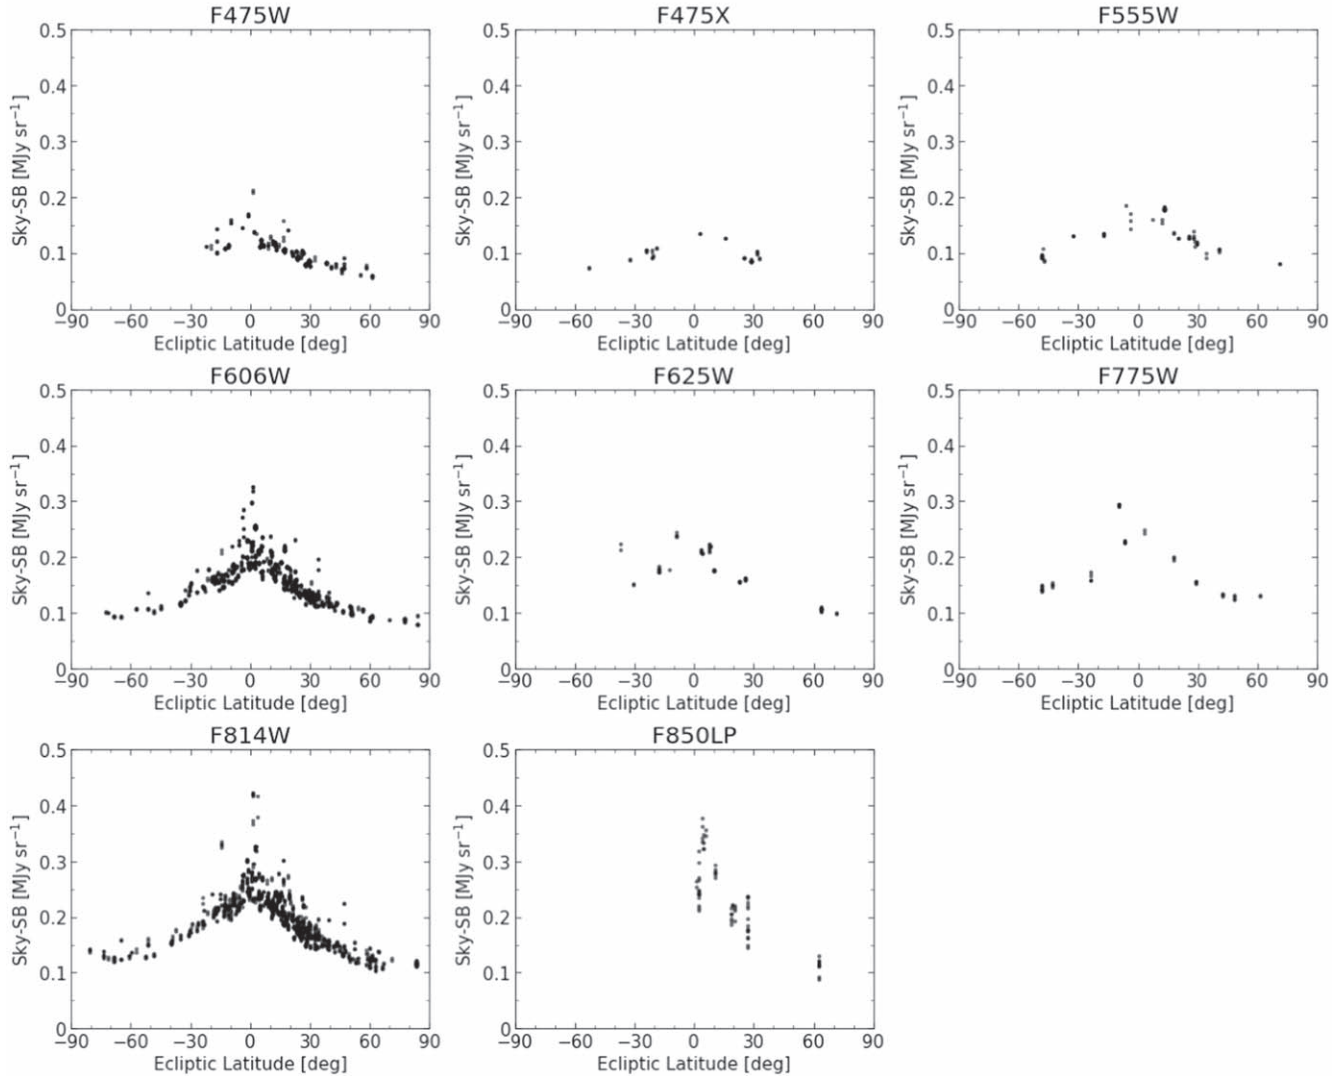 F475W F475X F555W
0.5 0.5 0.5
0.4 0.4 0.4
0.3 0.3 0.3
0.2 0.2 0.2
0.1 0.1 0.1
0 0 0
Sky-SB [MJy sr⁻¹] Sky-SB [MJy sr⁻¹] Sky-SB [MJy sr⁻¹]
−90 −60 −30 0 30 60 90 −90 −60 −30 0 30 60 90 −90 −60 −30 0 30 60 90
Ecliptic Latitude [deg] Ecliptic Latitude [deg] Ecliptic Latitude [deg]
F606W F625W F775W
0.5 0.5 0.5
0.4 0.4 0.4
0.3 0.3 0.3
0.2 0.2 0.2
0.1 0.1 0.1
0 0 0
Sky-SB [MJy sr⁻¹] Sky-SB [MJy sr⁻¹] Sky-SB [MJy sr⁻¹]
−90 −60 −30 0 30 60 90 −90 −60 −30 0 30 60 90 −90 −60 −30 0 30 60 90
Ecliptic Latitude [deg] Ecliptic Latitude [deg] Ecliptic Latitude [deg]
F814W F850LP
0.5 0.5
0.4 0.4
0.3 0.3
0.2 0.2
0.1 0.1
0 0
Sky-SB [MJy sr⁻¹] Sky-SB [MJy sr⁻¹]
−90 −60 −30 0 30 60 90 −90 −60 −30 0 30 60 90
Ecliptic Latitude [deg] Ecliptic Latitude [deg]